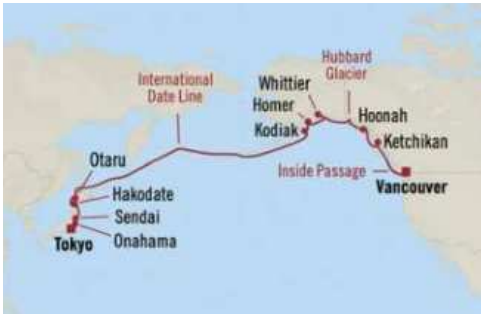 Hubbard
Glacier
International
Date Line
Whittier
Homer
Kodiak
Hoonah
Ketchikan
Inside Passage
Vancouver
Otaru
Hakodate
Sendai
Onahama
Tokyo